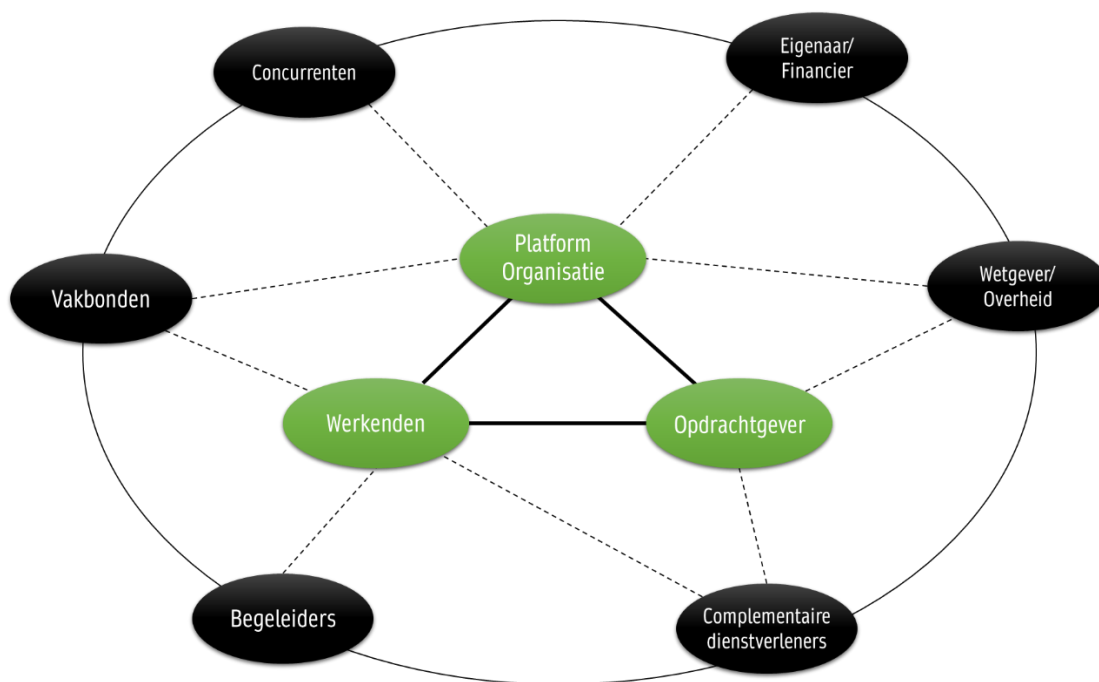 Concurrenten
Eigenaar/
Financier
Platform
Organisatie
Vakbonden
Wetgever/
Overheid
Werkenden
Opdrachtgever
Begeleiders
Complementaire
dienstverleners